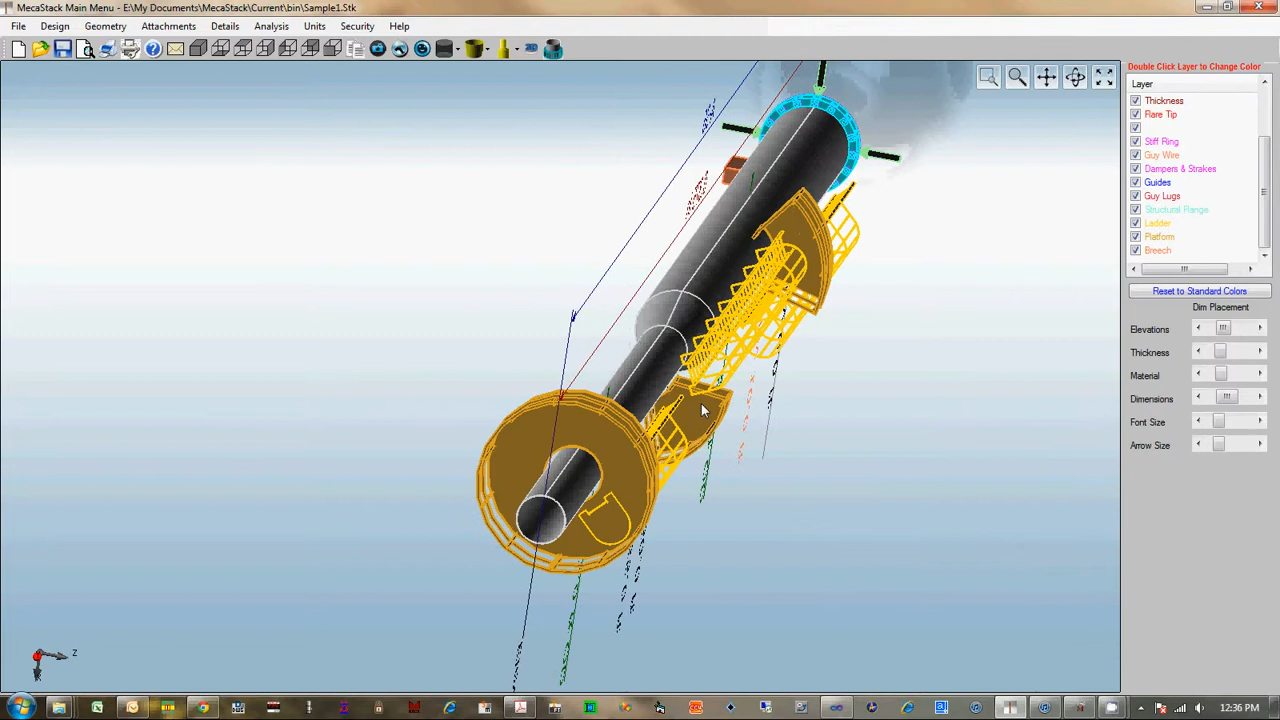 MecaStack Main Menu - E:\My Documents\MecaStack\Current\bin\Sample1.Stk
File Design Geometry Attachments Details Analysis Units Security Help
Double Click Layer to Change Color
Layer
Thickness
Flare Tip
Stiff Ring
Guy Wire
Dampers & Strakes
Guides
Guy Lugs
Structural Flange
Ladder
Platform
Breech
Reset to Standard Colors
Dim Placement
Elevations
Thickness
Material
Dimensions
Font Size
Arrow Size
z
12:36 PM